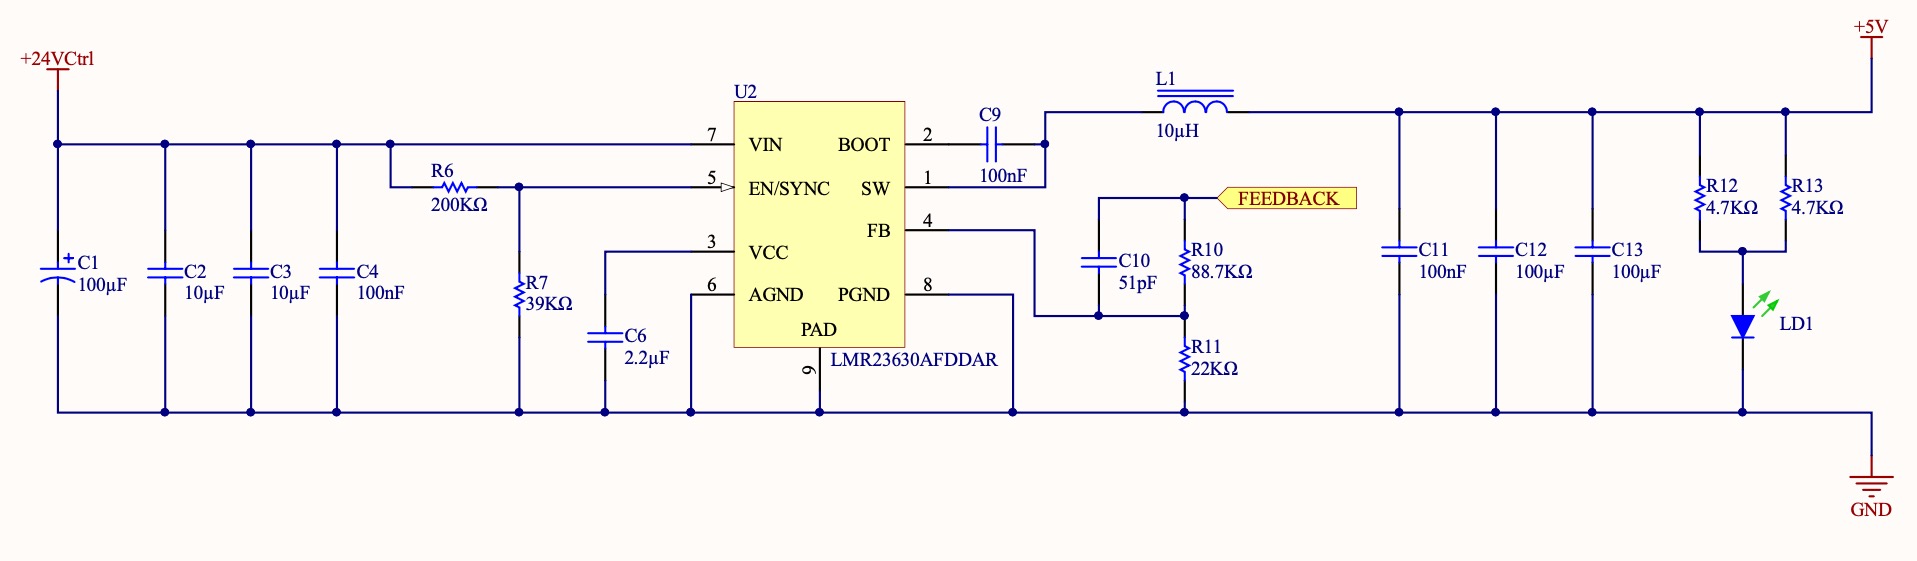 +5V
+24VCtrl
U2
L1
10µH
C9
100nF
7
VIN
BOOT
2
5
EN/SYNC
SW
1
FB
4
3
VCC
6
AGND
PGND
8
PAD
9
LMR23630AFDDAR
R6
200KΩ
FEEDBACK
R12
4.7KΩ
R13
4.7KΩ
+
C1
100µF
C2
10µF
C3
10µF
C4
100nF
R7
39KΩ
C6
2.2µF
C10
51pF
R10
88.7KΩ
R11
22KΩ
C11
100nF
C12
100µF
C13
100µF
LD1
GND